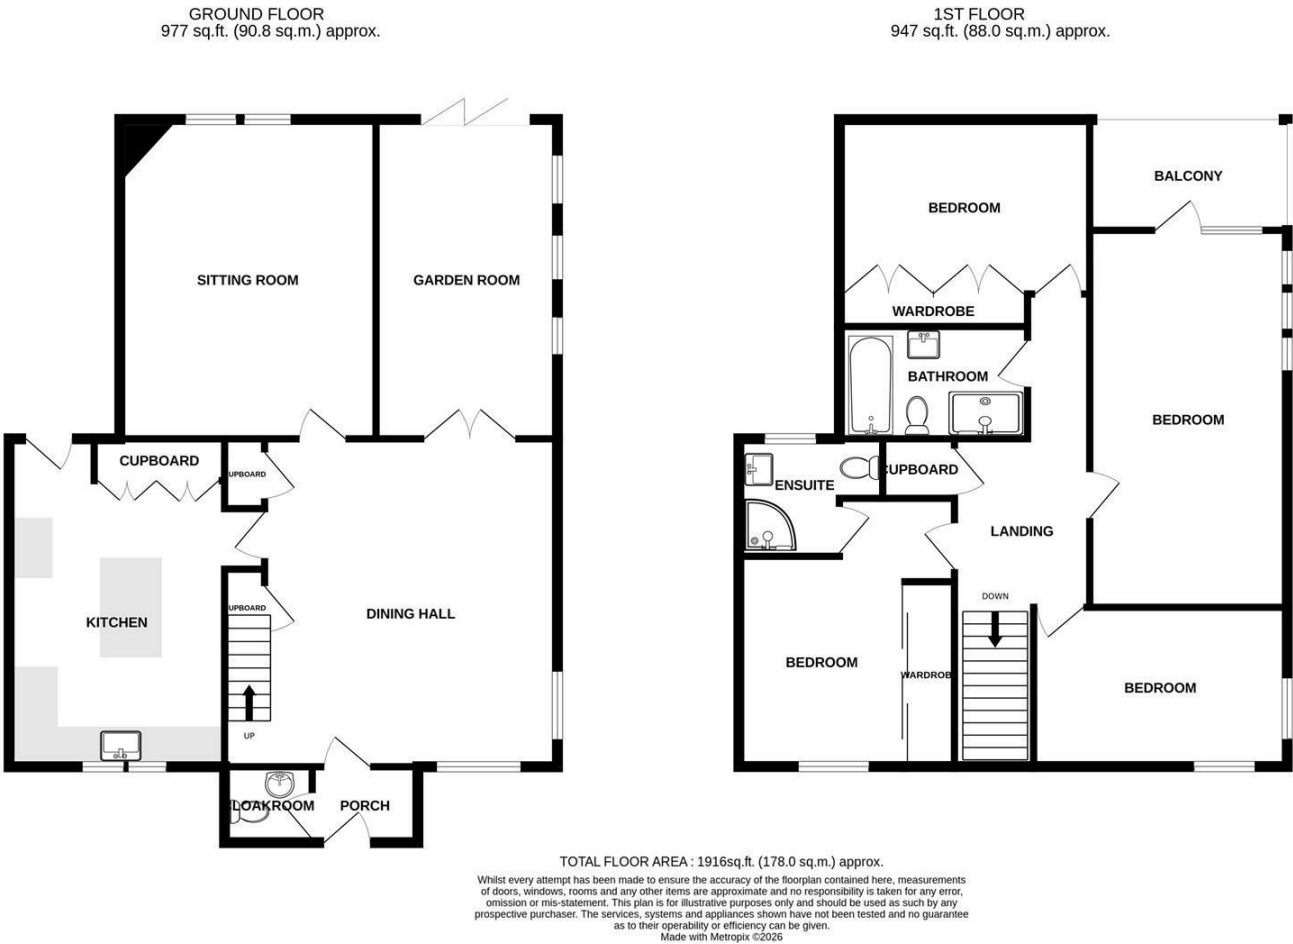 GROUND FLOOR
977 sq.ft. (90.8 sq.m.) approx.
SITTING ROOM
GARDEN ROOM
CUPBOARD
UPBOARD
UPBOARD
DINING HALL
KITCHEN
UP
LOAKROOM
PORCH
1ST FLOOR
947 sq.ft. (88.0 sq.m.) approx.
BALCONY
BEDROOM
WARDROBE
BATHROOM
BEDROOM
CUPBOARD
ENSUITE
LANDING
DOWN
BEDROOM
WARDROB
BEDROOM
TOTAL FLOOR AREA : 1916sq.ft. (178.0 sq.m.) approx.
Whilst every attempt has been made to ensure the accuracy of the floorplan contained here, measurements
of doors, windows, rooms and any other items are approximate and no responsibility is taken for any error,
omission or mis-statement. This plan is for illustrative purposes only and should be used as such by any
prospective purchaser. The services, systems and appliances shown have not been tested and no guarantee
as to their operability or efficiency can be given.
Made with Metropix ©2026